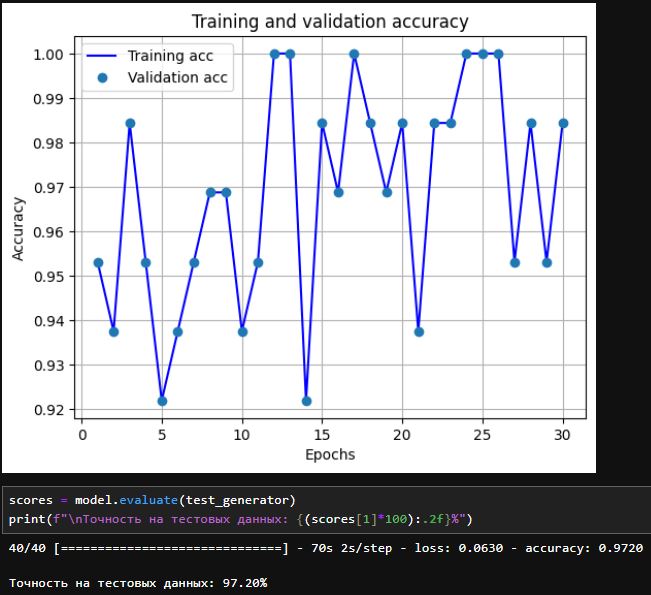 Training and validation accuracy
Training acc
Validation acc
1.00
0.99
0.98
0.97
0.96
0.95
0.94
0.93
0.92
Accuracy
0 5 10 15 20 25 30
Epochs
scores = model.evaluate(test_generator)
print(f"\nТочность на тестовых данных: {(scores[1]*100):.2f}%")
40/40 [==============================] - 70s 2s/step - loss: 0.0630 - accuracy: 0.9720
Точность на тестовых данных: 97.20%